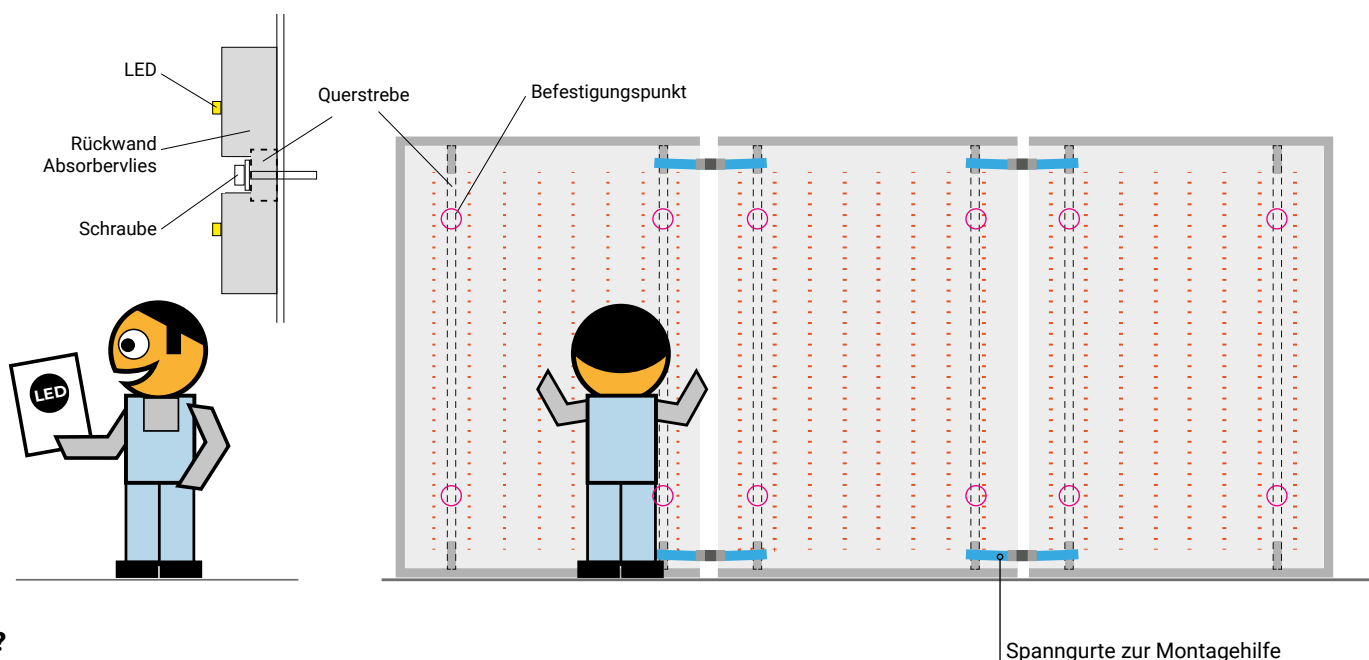 LED
Querstrebe
Befestigungspunkt
Rückwand
Absorbervlies
Schraube
LED
?
Spanngurte zur Montagehilfe